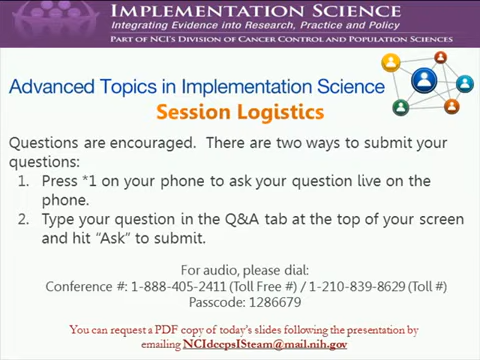 IMPLEMENTATION SCIENCE
Integrating Evidence into Research, Practice and Policy
PART OF NCI'S DIVISION OF CANCER CONTROL AND POPULATION SCIENCES
Advanced Topics in Implementation Science
Session Logistics
Questions are encouraged. There are two ways to submit your
questions:
1. Press *1 on your phone to ask your question live on the
phone.
2. Type your question in the Q&A tab at the top of your screen
and hit “Ask” to submit.
For audio, please dial:
Conference #: 1-888-405-2411 (Toll Free #) / 1-210-839-8629 (Toll #)
Passcode: 1286679
You can request a PDF copy of today's slides following the presentation by
emailing NCIdccpsISteam@mail.nih.gov